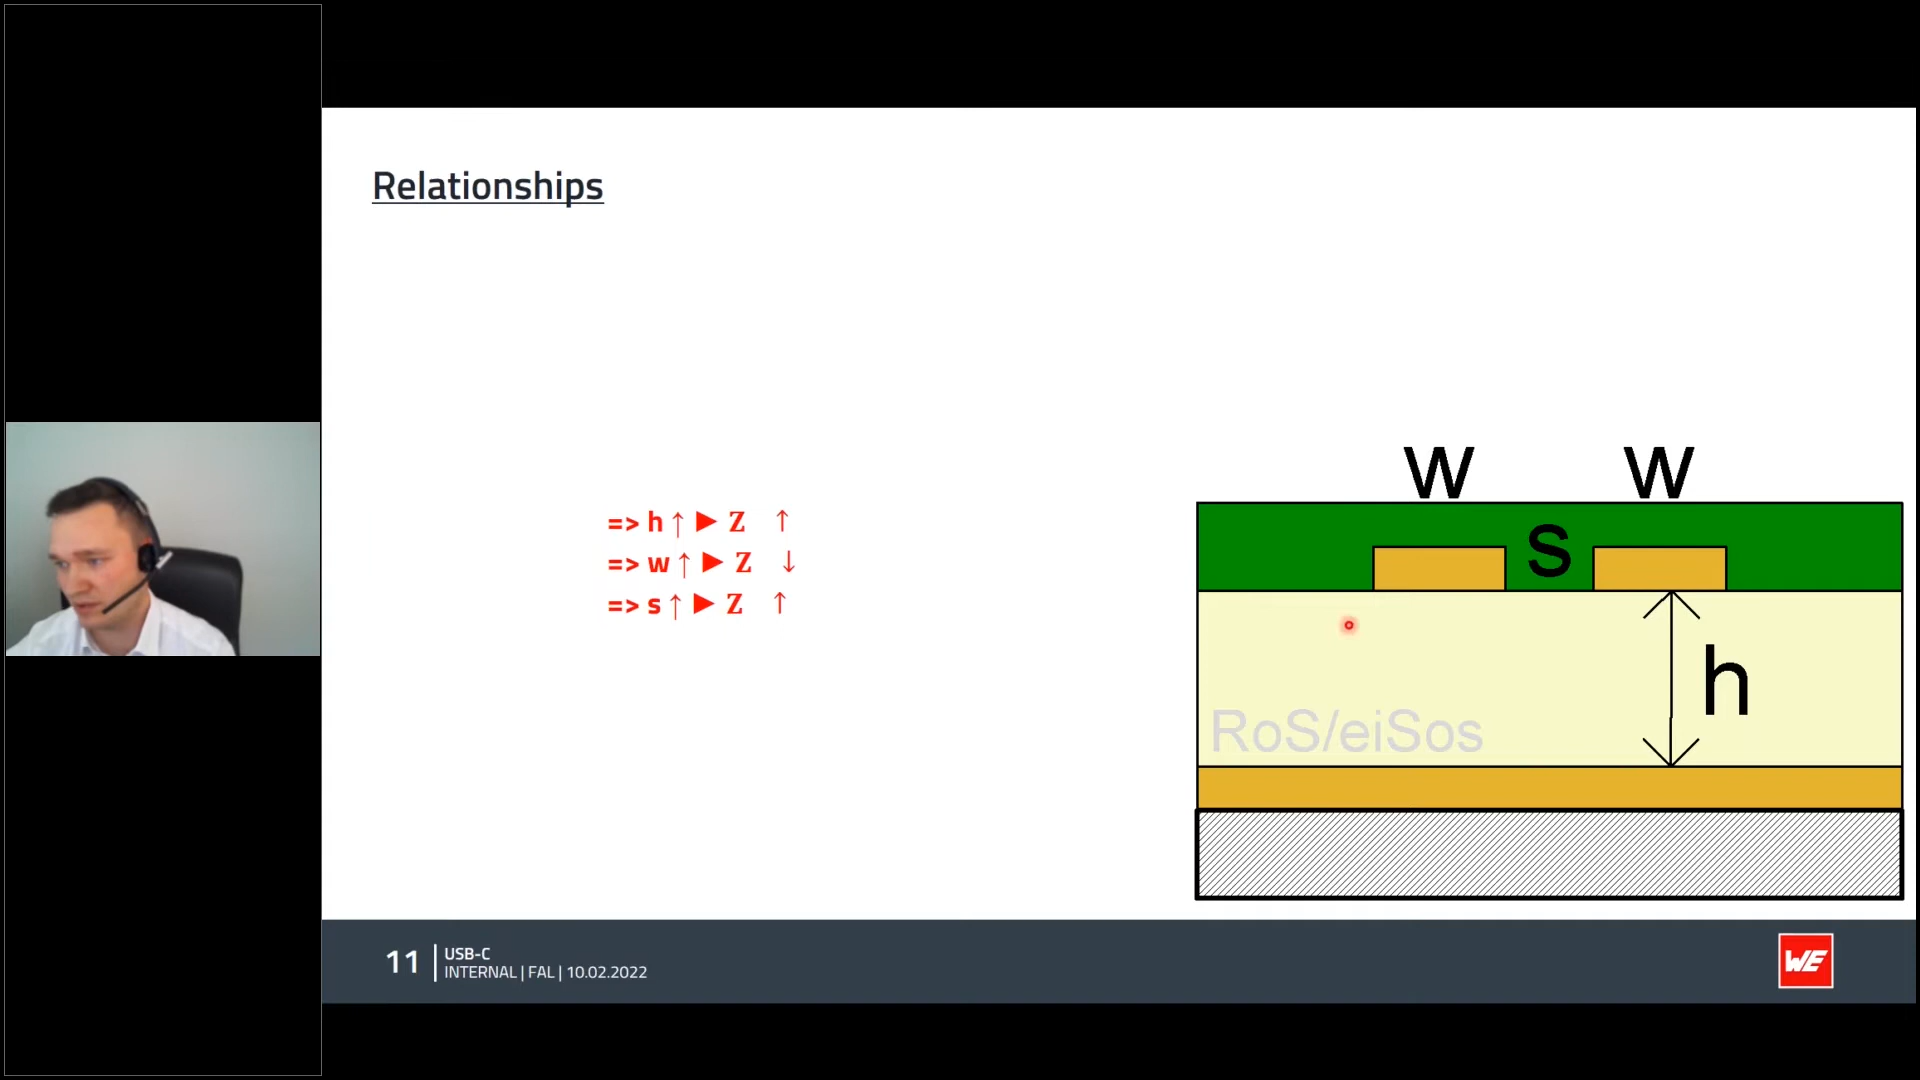 Relationships
=> h ↑ ► Z ↑
=> w ↑ ► Z ↓
=> s ↑ ► Z ↑
W W
S
h
RoS/eiSos
11
USB-C
INTERNAL | FAL | 10.02.2022
WE